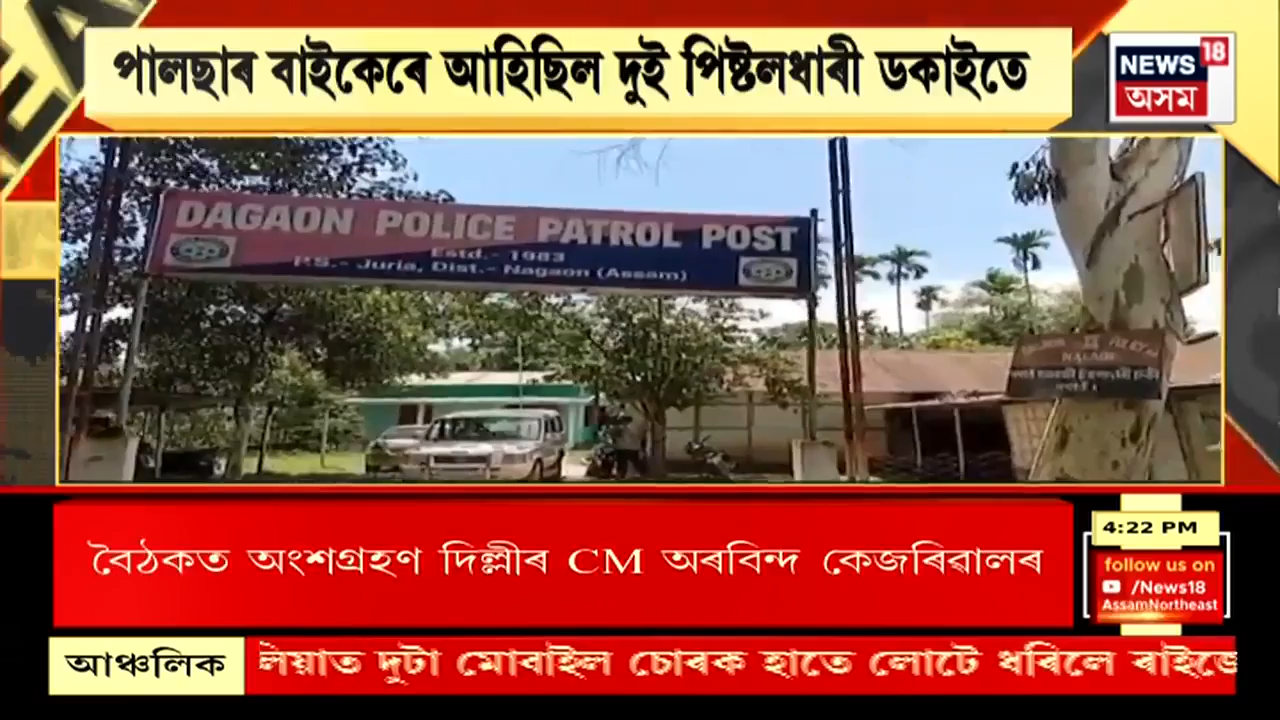 পালছাৰ বাইকেৰে আহিছিল দুই পিষ্টলধাৰী ডকাইতে
NEWS 18
অসম
DAGAON POLICE PATROL POST
Estd.- 1983
P.S.- Juria, Dist.- Nagaon (Assam)
বৈঠকত অংশগ্ৰহণ দিল্লীৰ CM অৰবিন্দ কেজৰিৱালৰ
4:22 PM
follow us on
/News18
AssamNortheast
আঞ্চলিক
লিয়াত দুটা মোবাইল চোৰক হাতে লোটে ধৰিলে ৰাইজে